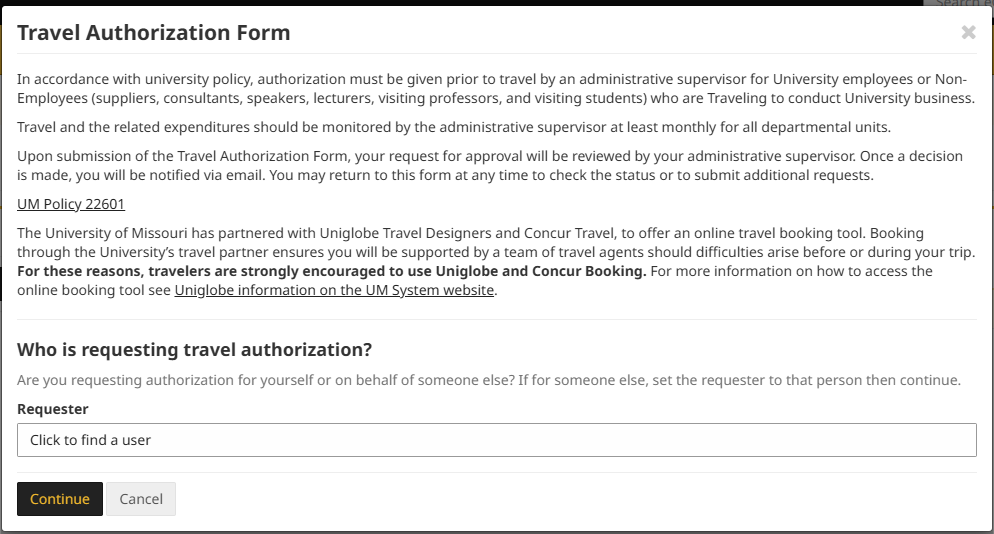 Search e
Travel Authorization Form
In accordance with university policy, authorization must be given prior to travel by an administrative supervisor for University employees or Non-
Employees (suppliers, consultants, speakers, lecturers, visiting professors, and visiting students) who are Traveling to conduct University business.
Travel and the related expenditures should be monitored by the administrative supervisor at least monthly for all departmental units.
Upon submission of the Travel Authorization Form, your request for approval will be reviewed by your administrative supervisor. Once a decision
is made, you will be notified via email. You may return to this form at any time to check the status or to submit additional requests.
UM Policy 22601
The University of Missouri has partnered with Uniglobe Travel Designers and Concur Travel, to offer an online travel booking tool. Booking
through the University’s travel partner ensures you will be supported by a team of travel agents should difficulties arise before or during your trip.
For these reasons, travelers are strongly encouraged to use Uniglobe and Concur Booking. For more information on how to access the
online booking tool see Uniglobe information on the UM System website.
Who is requesting travel authorization?
Are you requesting authorization for yourself or on behalf of someone else? If for someone else, set the requester to that person then continue.
Requester
Click to find a user
Continue Cancel